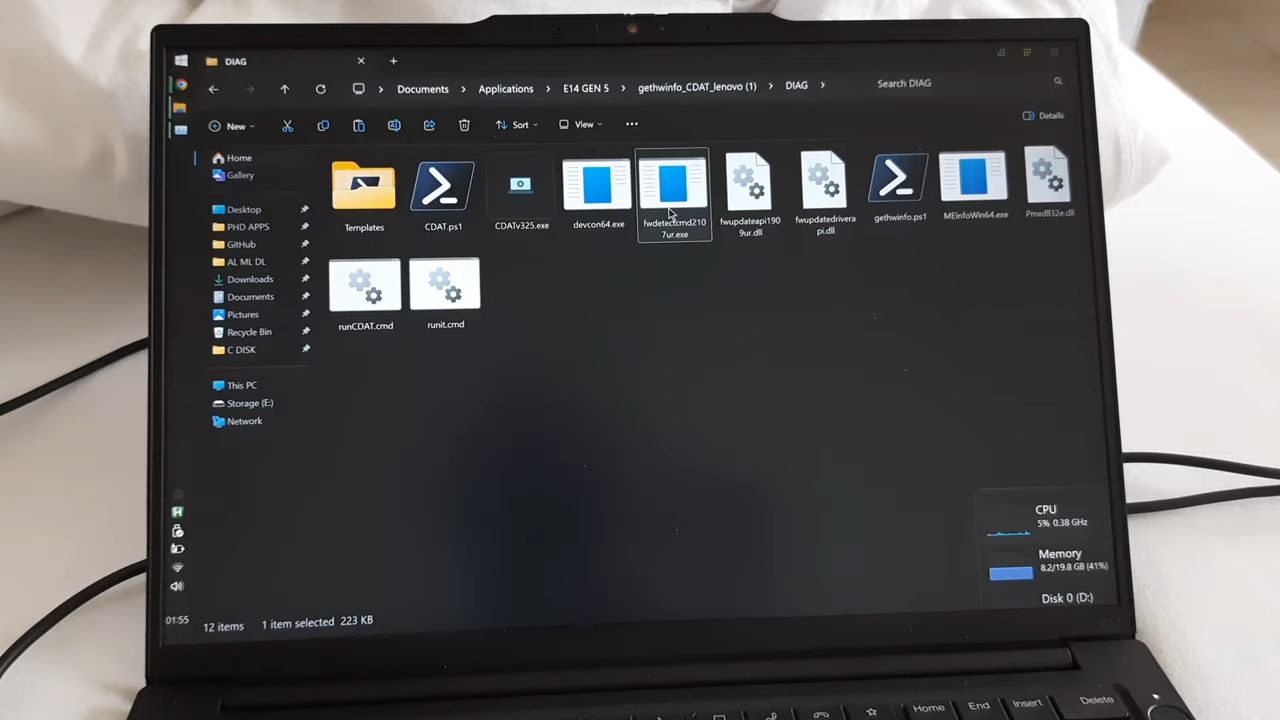 DIAG
Documents > Applications > E14 GEN 5 > gethwinfo_CDAT_lenovo (1) > DIAG >
Search DIAG
New
Sort
View
Details
Home
Gallery
Desktop
PHD APPS
GitHub
AL ML DL
Downloads
Documents
Pictures
Recycle Bin
C DISK
This PC
Storage (E:)
Network
Templates
CDAT.ps1
CDATv325.exe
devcon64.exe
fwdetectcmd210
7ur.exe
fwupdateapi190
9ur.dll
fwupdatedrivera
pi.dll
gethwinfo.ps1
MEInfoWin64.exe
Pmxdll32e.dll
runCDAT.cmd
runit.cmd
CPU
5% 0.38 GHz
Memory
8.2/19.8 GB (41%)
Disk 0 (D:)
01:55
12 items
1 item selected 223 KB
Home
End
Insert
Delete